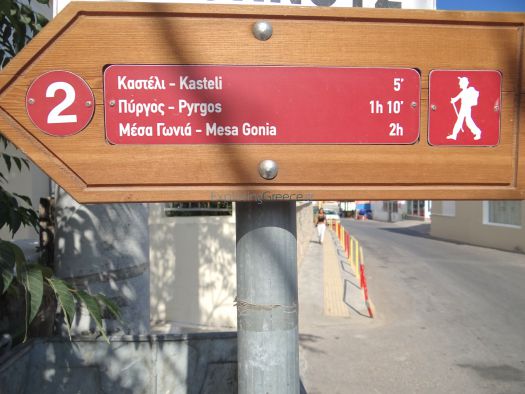 2
Καστέλι - Kasteli 5'
Πύργος - Pyrgos 1h 10'
Μέσα Γωνιά - Mesa Gonia 2h